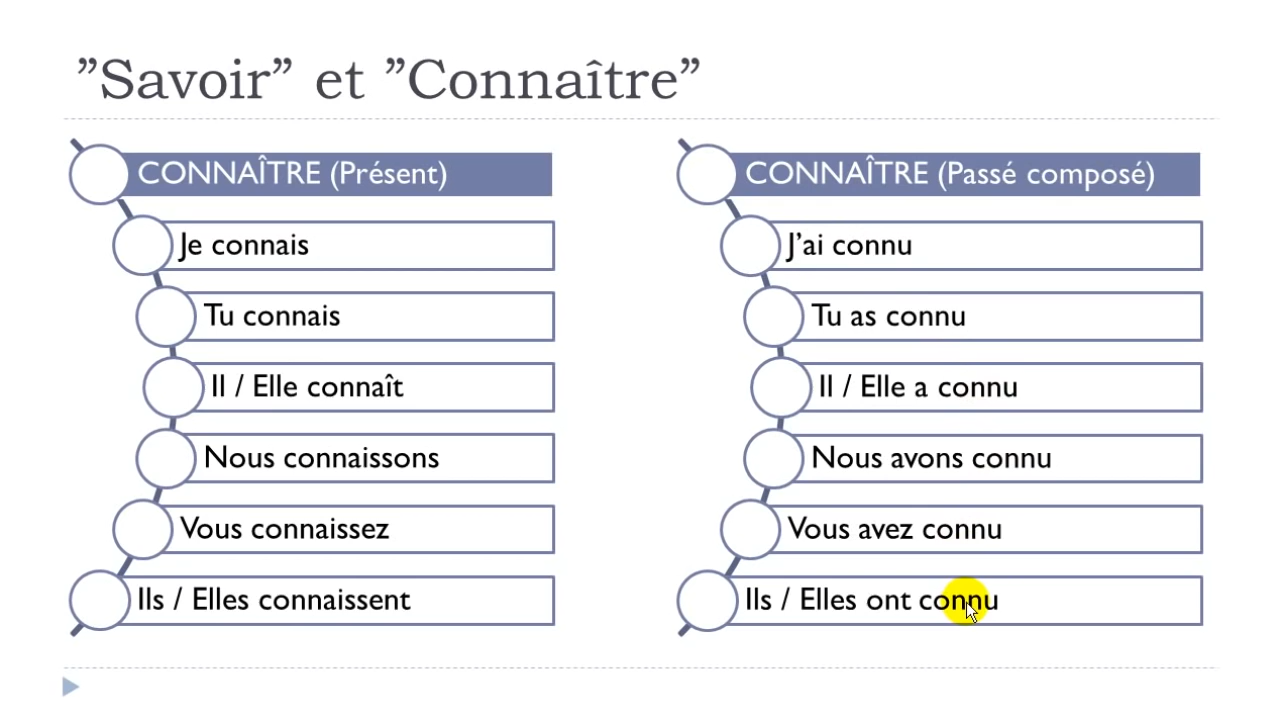 ”Savoir” et ”Connaître”
CONNAÎTRE (Présent)
Je connais
Tu connais
Il / Elle connaît
Nous connaissons
Vous connaissez
Ils / Elles connaissent
CONNAÎTRE (Passé composé)
J’ai connu
Tu as connu
Il / Elle a connu
Nous avons connu
Vous avez connu
Ils / Elles ont connu